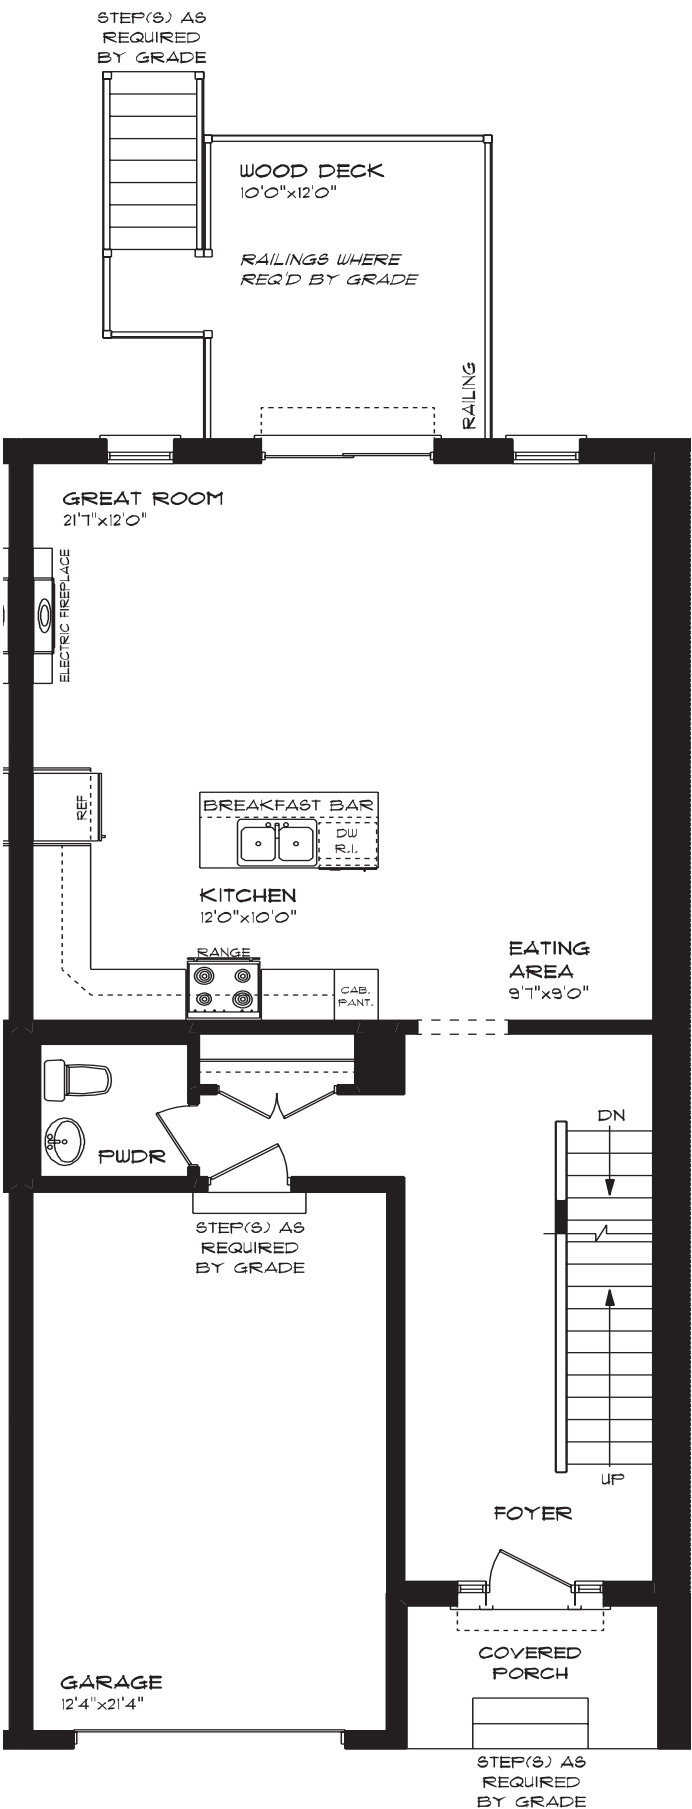 STEP(S) AS
REQUIRED
BY GRADE
WOOD DECK
10'0"x12'0"
RAILINGS WHERE
REQ'D BY GRADE
RAILING
GREAT ROOM
21'7"x12'0"
ELECTRIC FIREPLACE
REF
BREAKFAST BAR
DW
R.I.
KITCHEN
12'0"x10'0"
RANGE
EATING
AREA
9'7"x9'0"
CAB.
PANT.
DN
PWDR
STEP(S) AS
REQUIRED
BY GRADE
UP
FOYER
COVERED
PORCH
GARAGE
12'4"x21'4"
STEP(S) AS
REQUIRED
BY GRADE